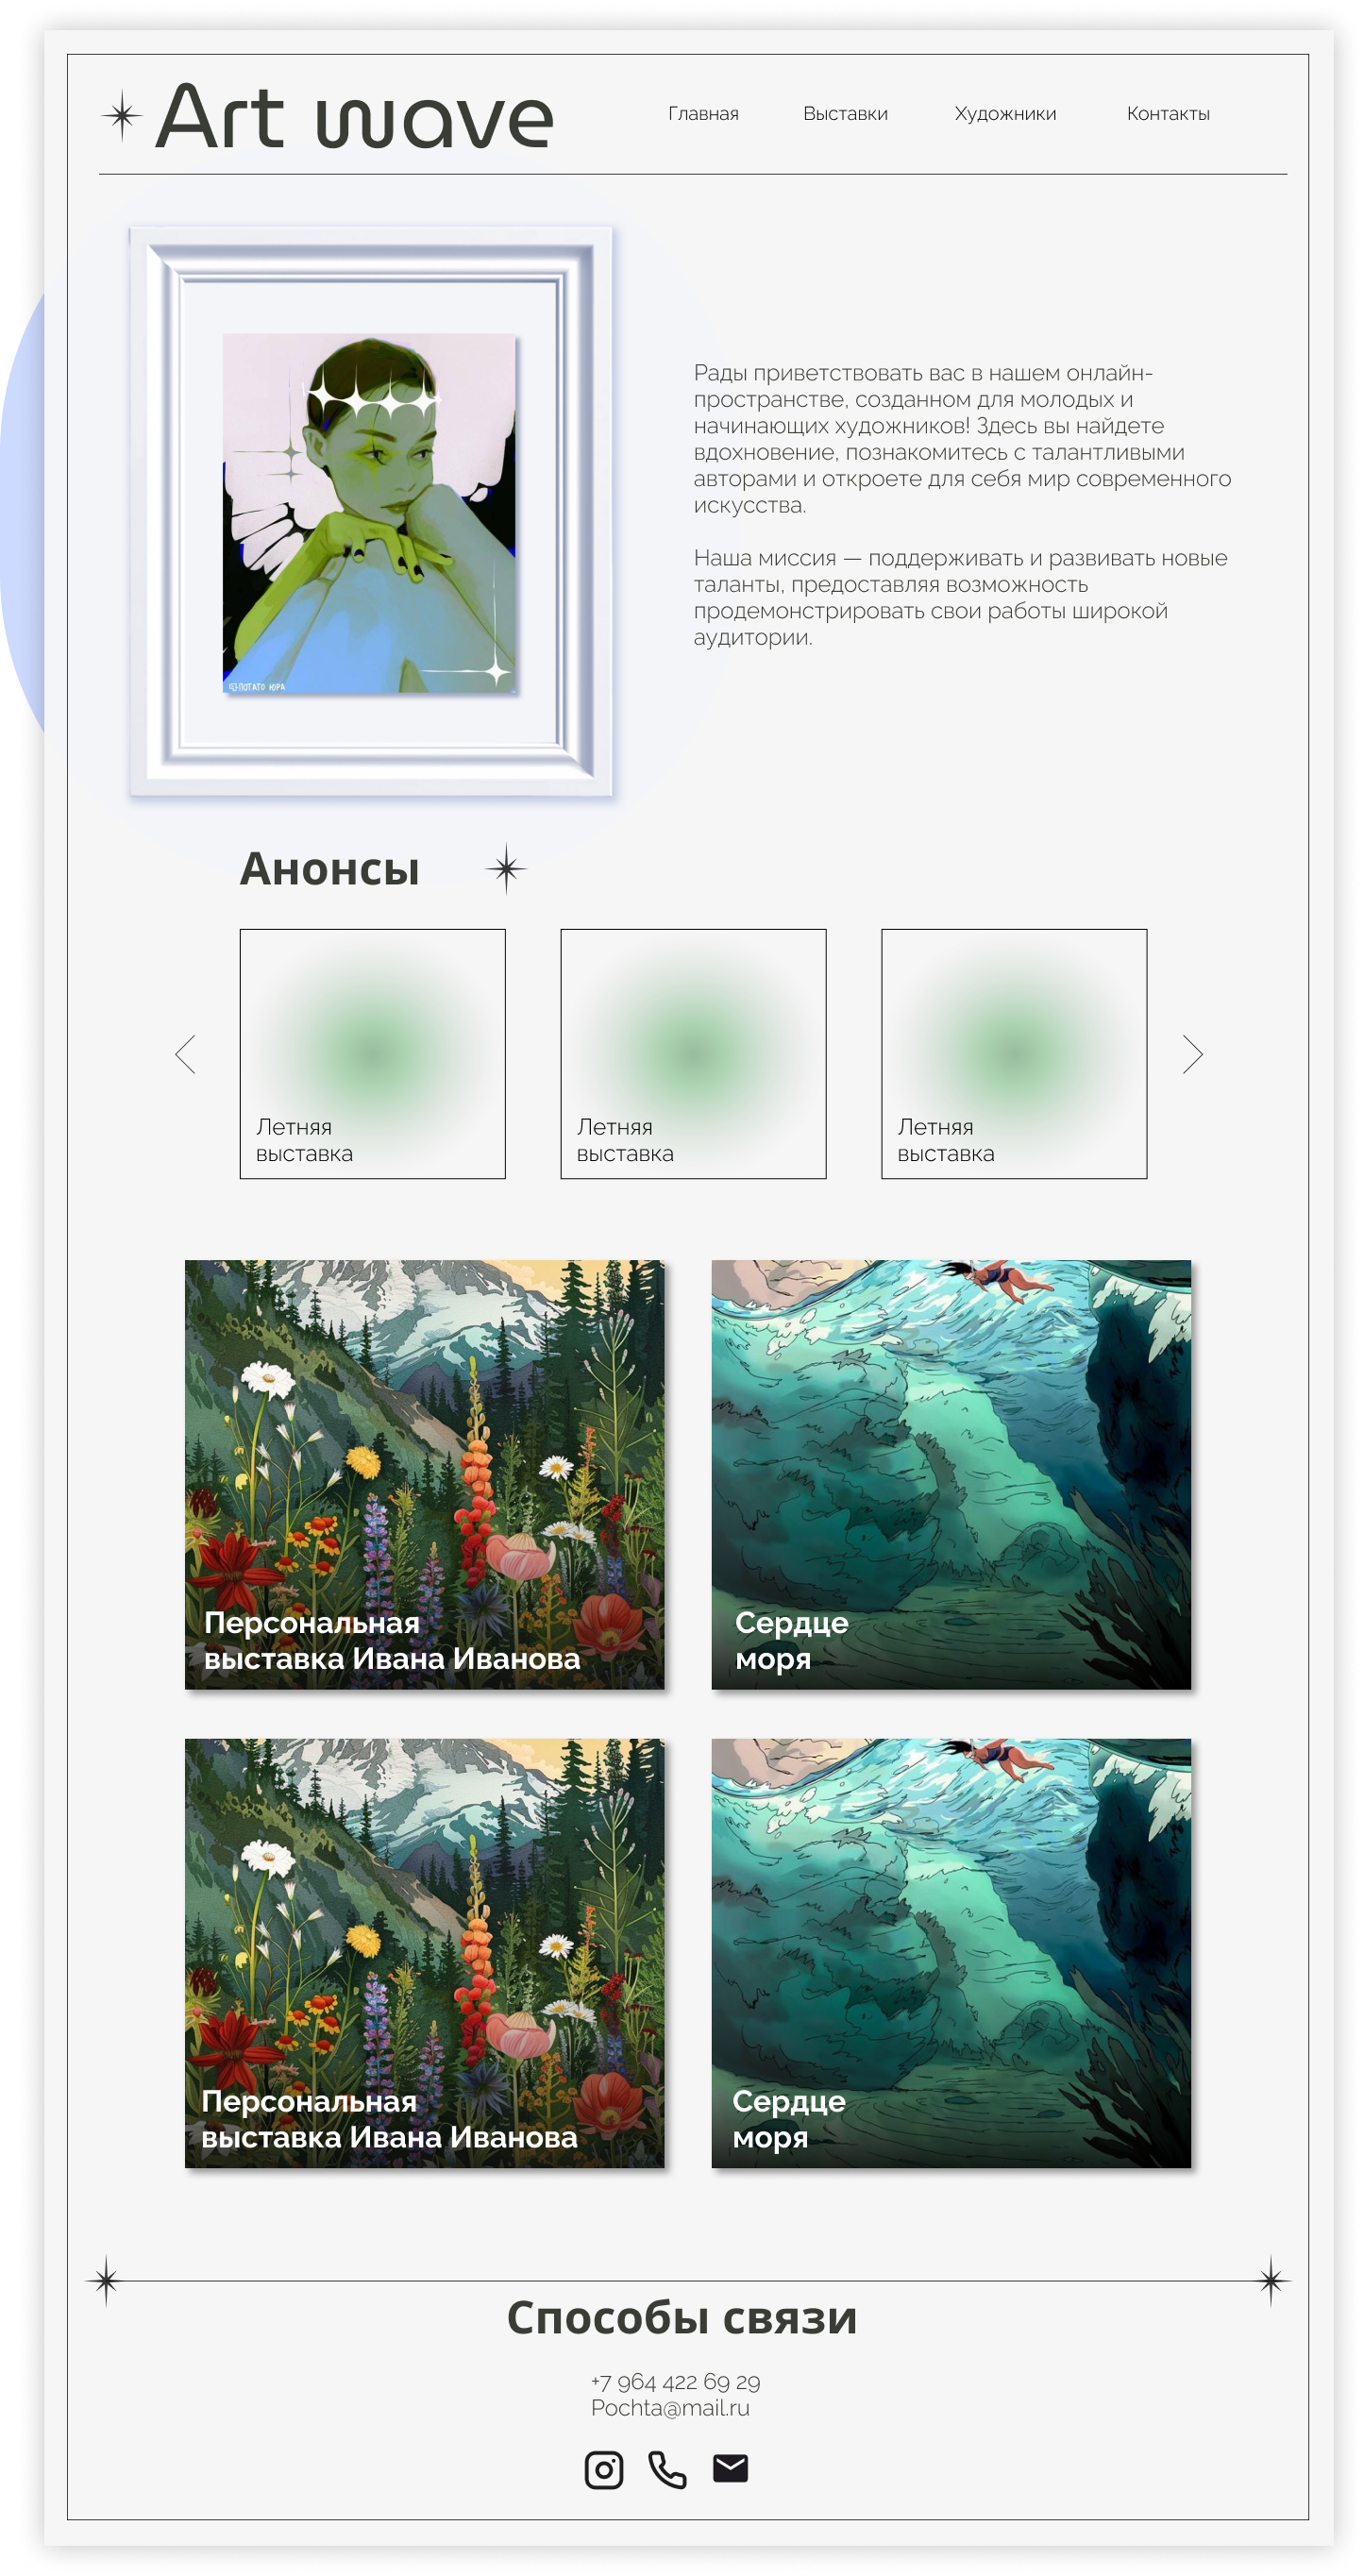 Art wave
Главная Выставки Художники Контакты
Рады приветствовать вас в нашем онлайн-
пространстве, созданном для молодых и
начинающих художников! Здесь вы найдете
вдохновение, познакомитесь с талантливыми
авторами и откроете для себя мир современного
искусства.
Наша миссия — поддерживать и развивать новые
таланты, предоставляя возможность
продемонстрировать свои работы широкой
аудитории.
ПОТАТО ЮРА
Анонсы
Летняя
выставка
Летняя
выставка
Летняя
выставка
Персональная
выставка Ивана Иванова
Сердце
моря
Персональная
выставка Ивана Иванова
Сердце
моря
Способы связи
+7 964 422 69 29
Pochta@mail.ru